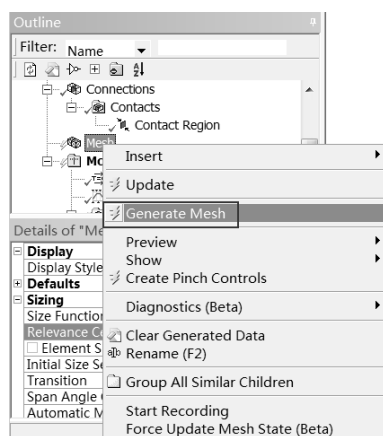 Outline
Filter: Name
Connections
Contacts
Contact Region
Mesh
Insert
Update
Generate Mesh
Details of "Me
Preview
Display
Show
Display Style
Create Pinch Controls
Defaults
Sizing
Diagnostics (Beta)
Size Function
Relevance Ce
Clear Generated Data
Element S
Rename (F2)
Initial Size Se
Transition
Group All Similar Children
Span Angle
Start Recording
Automatic M
Force Update Mesh State (Beta)